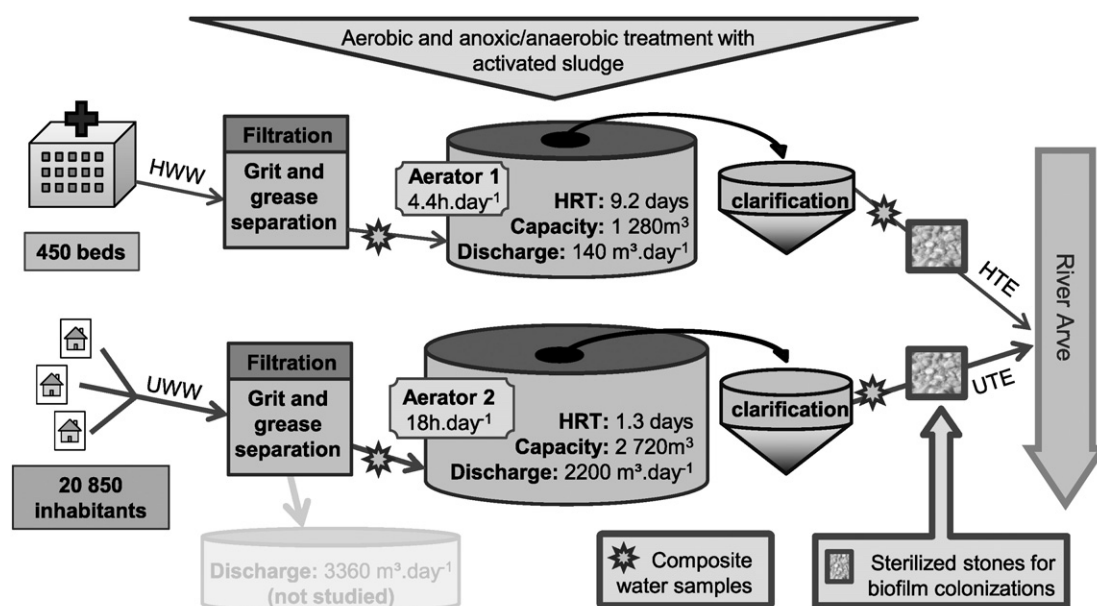 Aerobic and anoxic/anaerobic treatment with
activated sludge
HWW
450 beds
Filtration
Grit and
grease
separation
Aerator 1
4.4h.day⁻¹
HRT: 9.2 days
Capacity: 1 280m³
Discharge: 140 m³.day⁻¹
clarification
HTE
River Arve
UWW
20 850
inhabitants
Filtration
Grit and
grease
separation
Aerator 2
18h.day⁻¹
HRT: 1.3 days
Capacity: 2 720m³
Discharge: 2200 m³.day⁻¹
clarification
UTE
Discharge: 3360 m³.day⁻¹
(not studied)
Composite
water samples
Sterilized stones for
biofilm colonizations